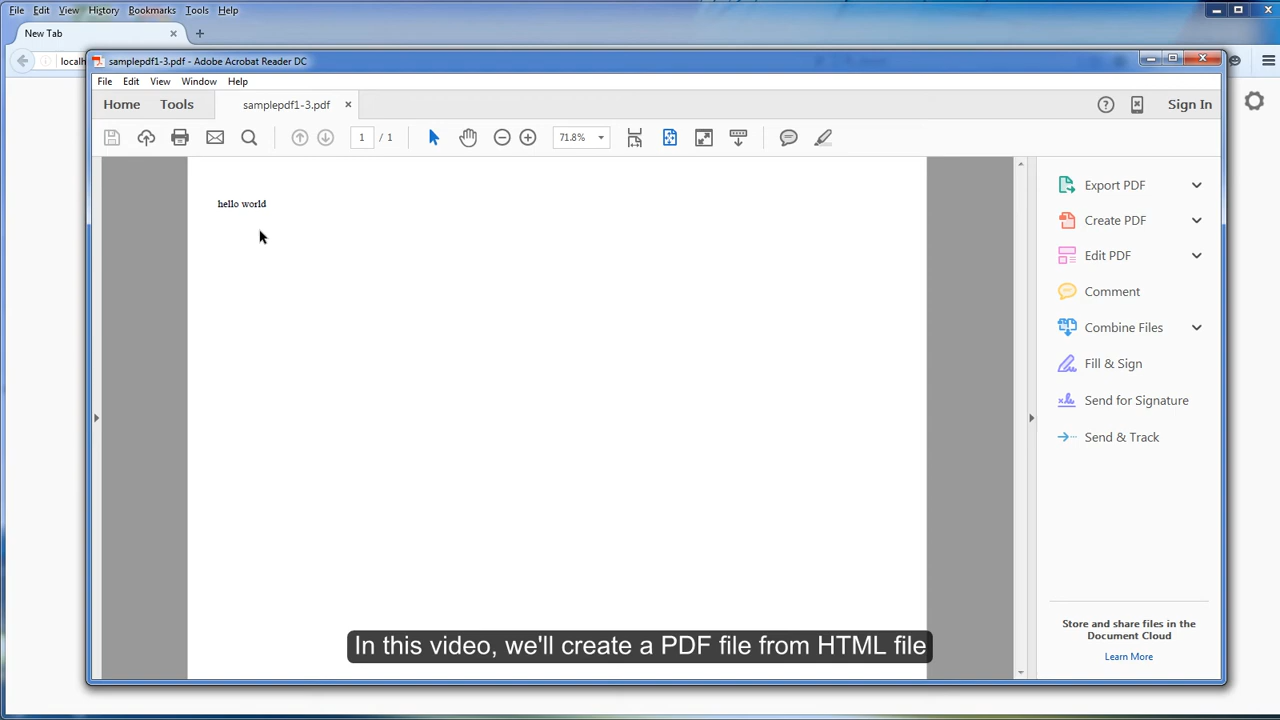 File Edit View History Bookmarks Tools Help
New Tab
localh
samplepdf1-3.pdf - Adobe Acrobat Reader DC
File Edit View Window Help
Home Tools samplepdf1-3.pdf Sign In
1 / 1 71.8%
hello world
Export PDF
Create PDF
Edit PDF
Comment
Combine Files
Fill & Sign
Send for Signature
Send & Track
Store and share files in the
Document Cloud
Learn More
In this video, we'll create a PDF file from HTML file